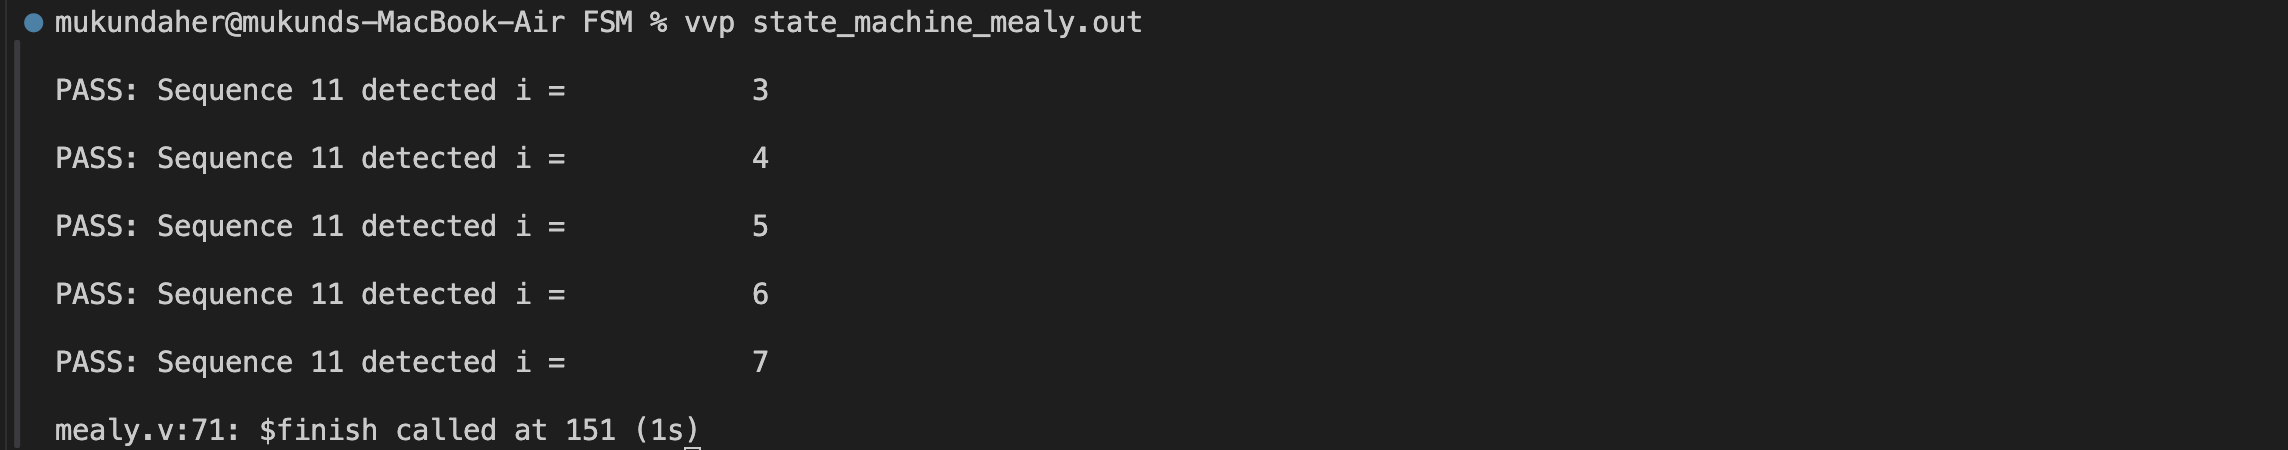 mukundaher@mukunds-MacBook-Air FSM % vvp state_machine_mealy.out
PASS: Sequence 11 detected i =           3
PASS: Sequence 11 detected i =           4
PASS: Sequence 11 detected i =           5
PASS: Sequence 11 detected i =           6
PASS: Sequence 11 detected i =           7
mealy.v:71: $finish called at 151 (1s)